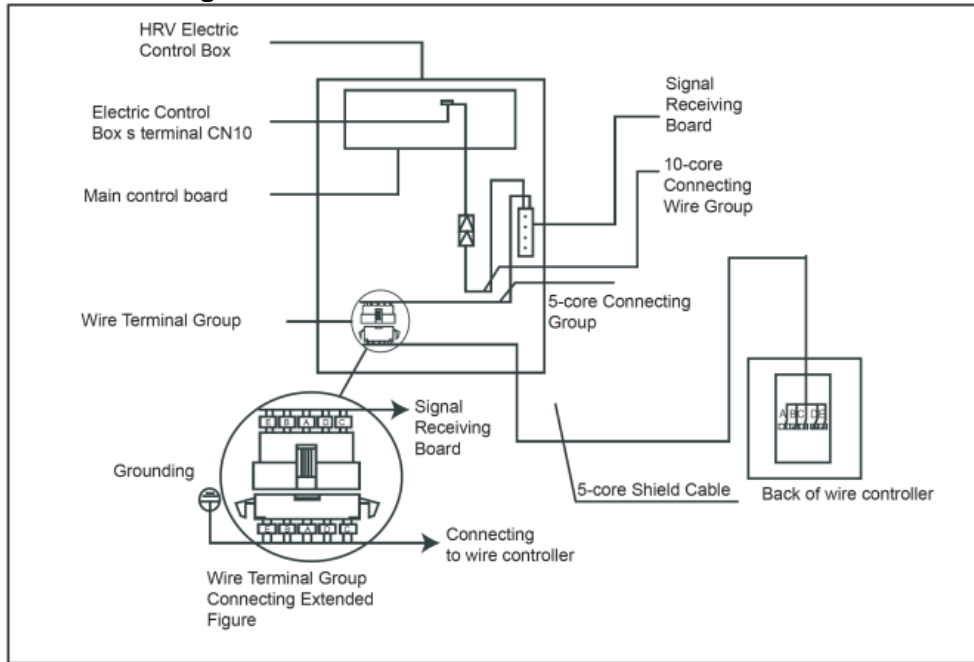 HRV Electric
Control Box
Electric Control
Box s terminal CN10
Main control board
Wire Terminal Group
Signal
Receiving
Board
10-core
Connecting
Wire Group
5-core Connecting
Group
A B C D E
Back of wire controller
5-core Shield Cable
E B A D C
Signal
Receiving
Board
Grounding
E B A D C
Connecting
to wire controller
Wire Terminal Group
Connecting Extended
Figure